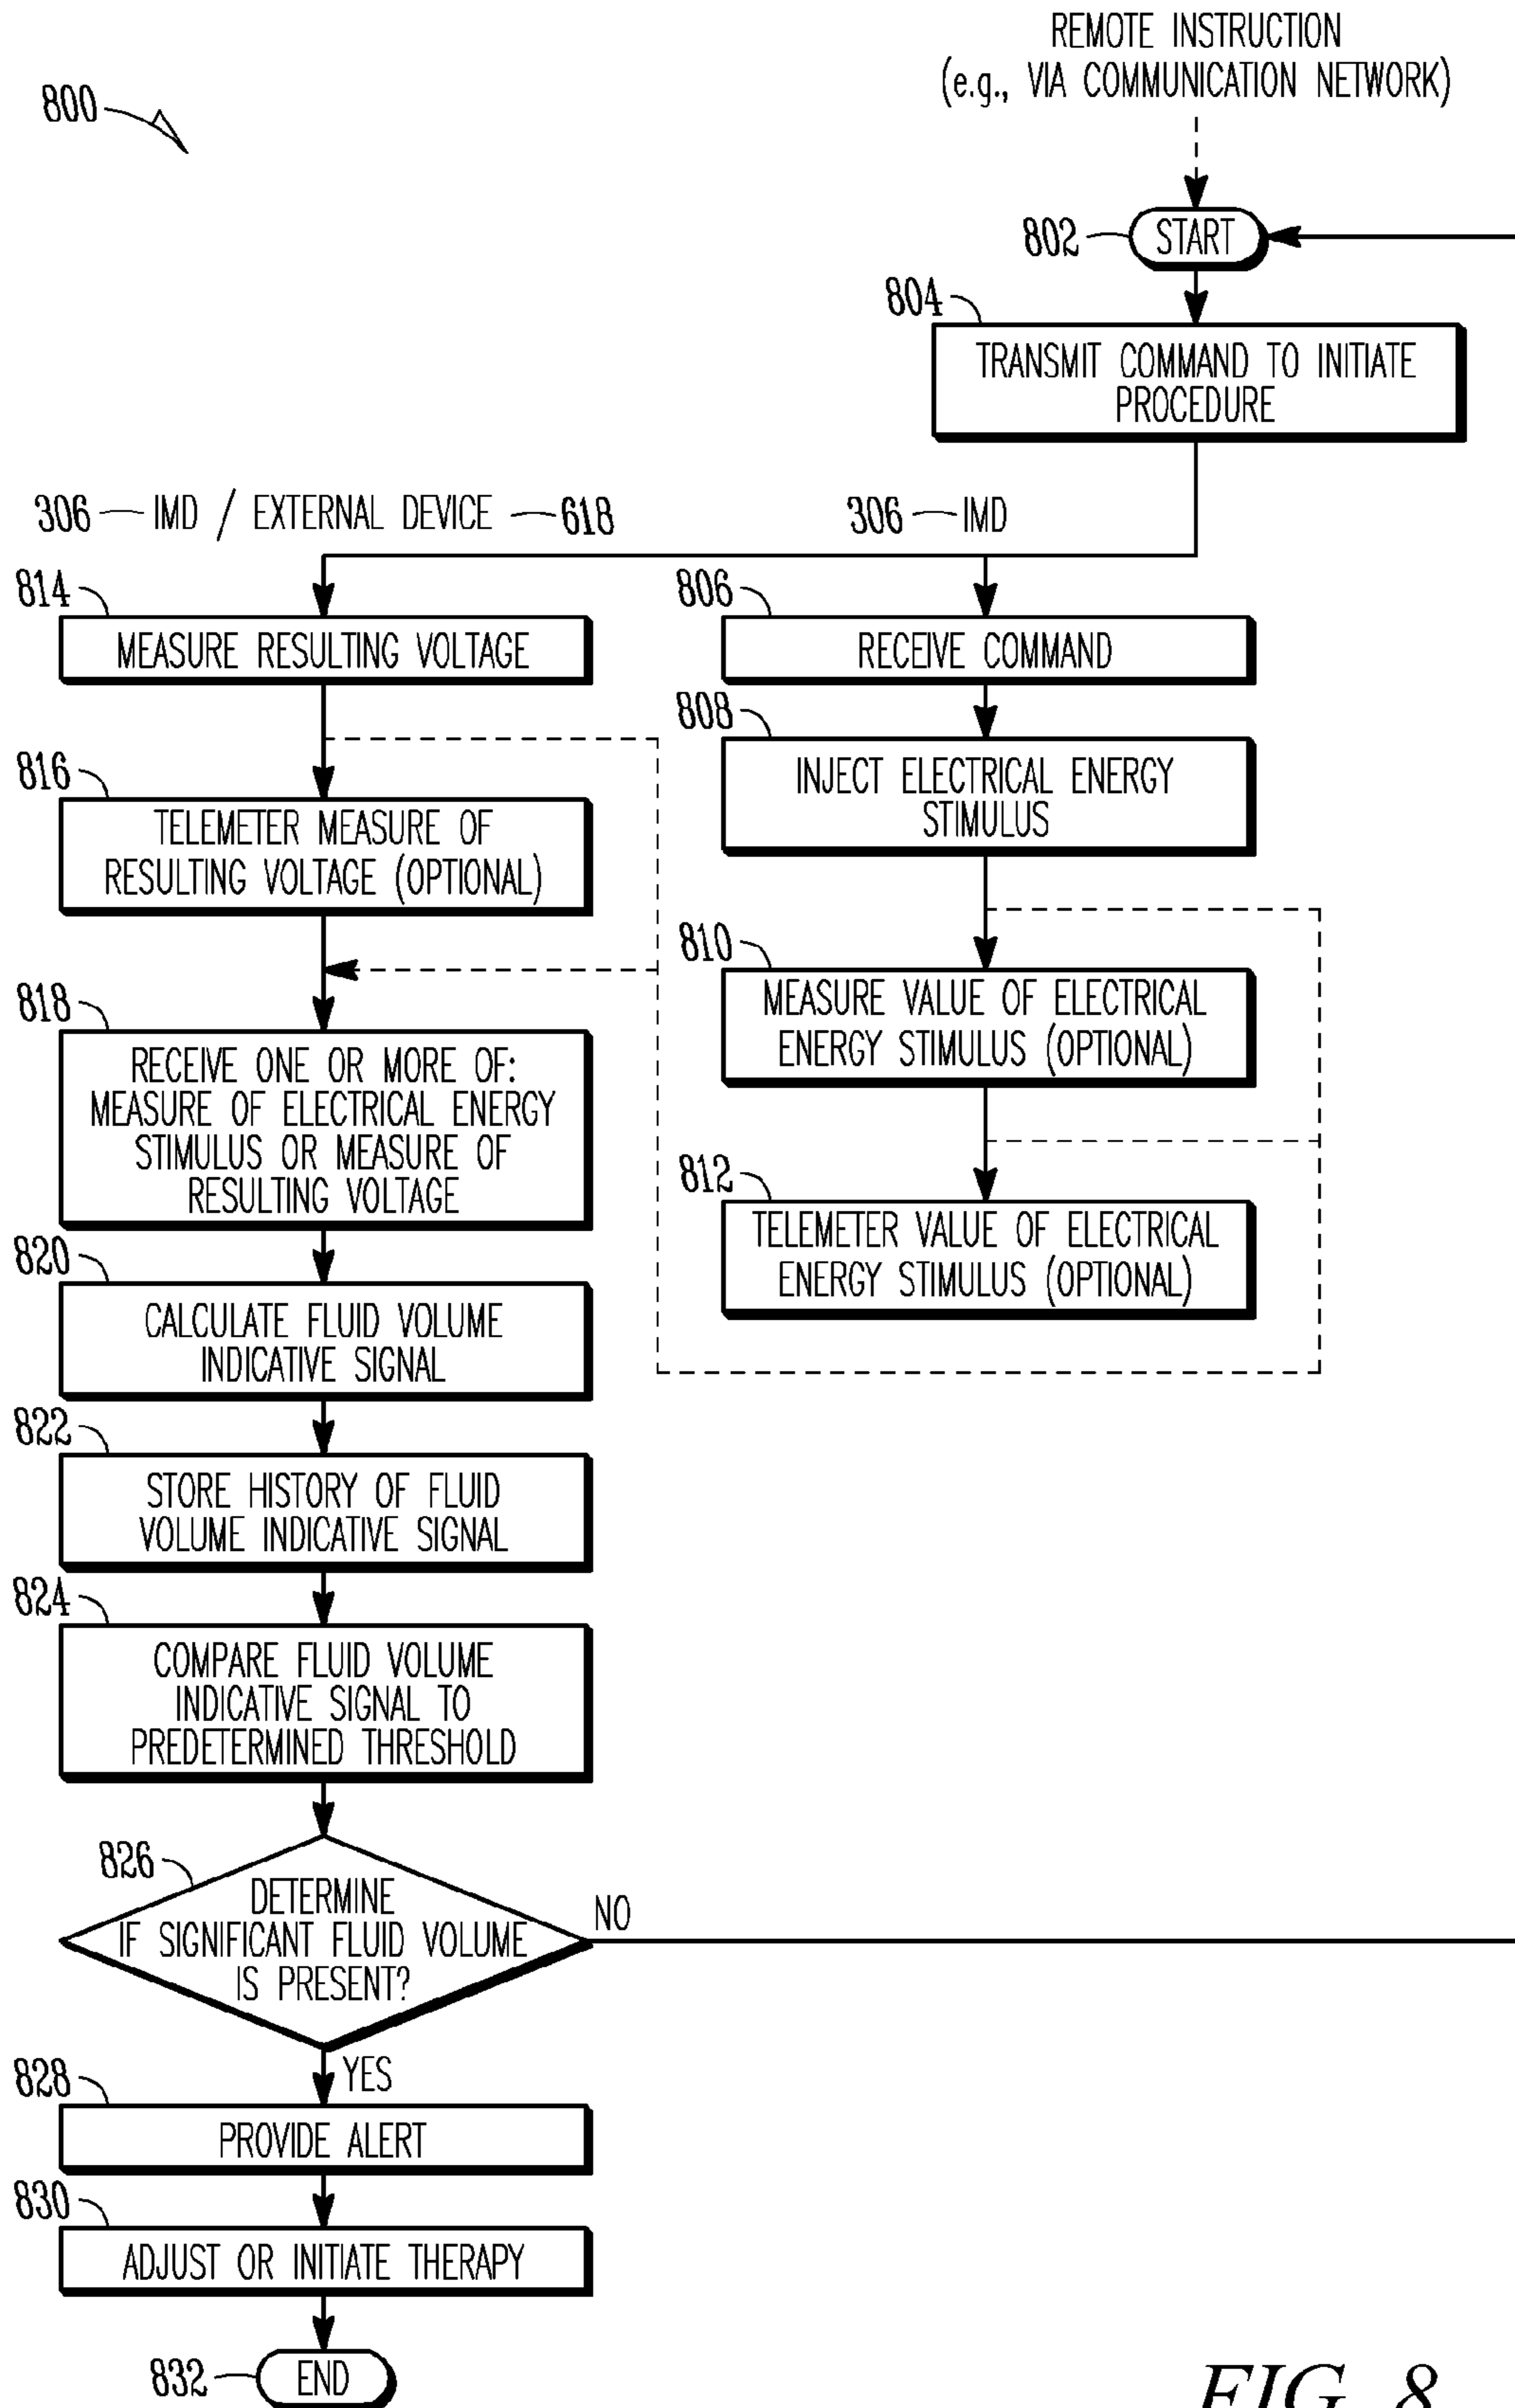 800
REMOTE INSTRUCTION
(e.g., VIA COMMUNICATION NETWORK)
802
START
804
TRANSMIT COMMAND TO INITIATE
PROCEDURE
306 IMD / EXTERNAL DEVICE 618
306 IMD
814
MEASURE RESULTING VOLTAGE
806
RECEIVE COMMAND
808
INJECT ELECTRICAL ENERGY
STIMULUS
816
TELEMETER MEASURE OF
RESULTING VOLTAGE (OPTIONAL)
810
MEASURE VALUE OF ELECTRICAL
ENERGY STIMULUS (OPTIONAL)
818
RECEIVE ONE OR MORE OF:
MEASURE OF ELECTRICAL ENERGY
STIMULUS OR MEASURE OF
RESULTING VOLTAGE
812
TELEMETER VALUE OF ELECTRICAL
ENERGY STIMULUS (OPTIONAL)
820
CALCULATE FLUID VOLUME
INDICATIVE SIGNAL
822
STORE HISTORY OF FLUID
VOLUME INDICATIVE SIGNAL
824
COMPARE FLUID VOLUME
INDICATIVE SIGNAL TO
PREDETERMINED THRESHOLD
826
DETERMINE
IF SIGNIFICANT FLUID VOLUME
IS PRESENT?
NO
YES
828
PROVIDE ALERT
830
ADJUST OR INITIATE THERAPY
832
END
FIG. 8